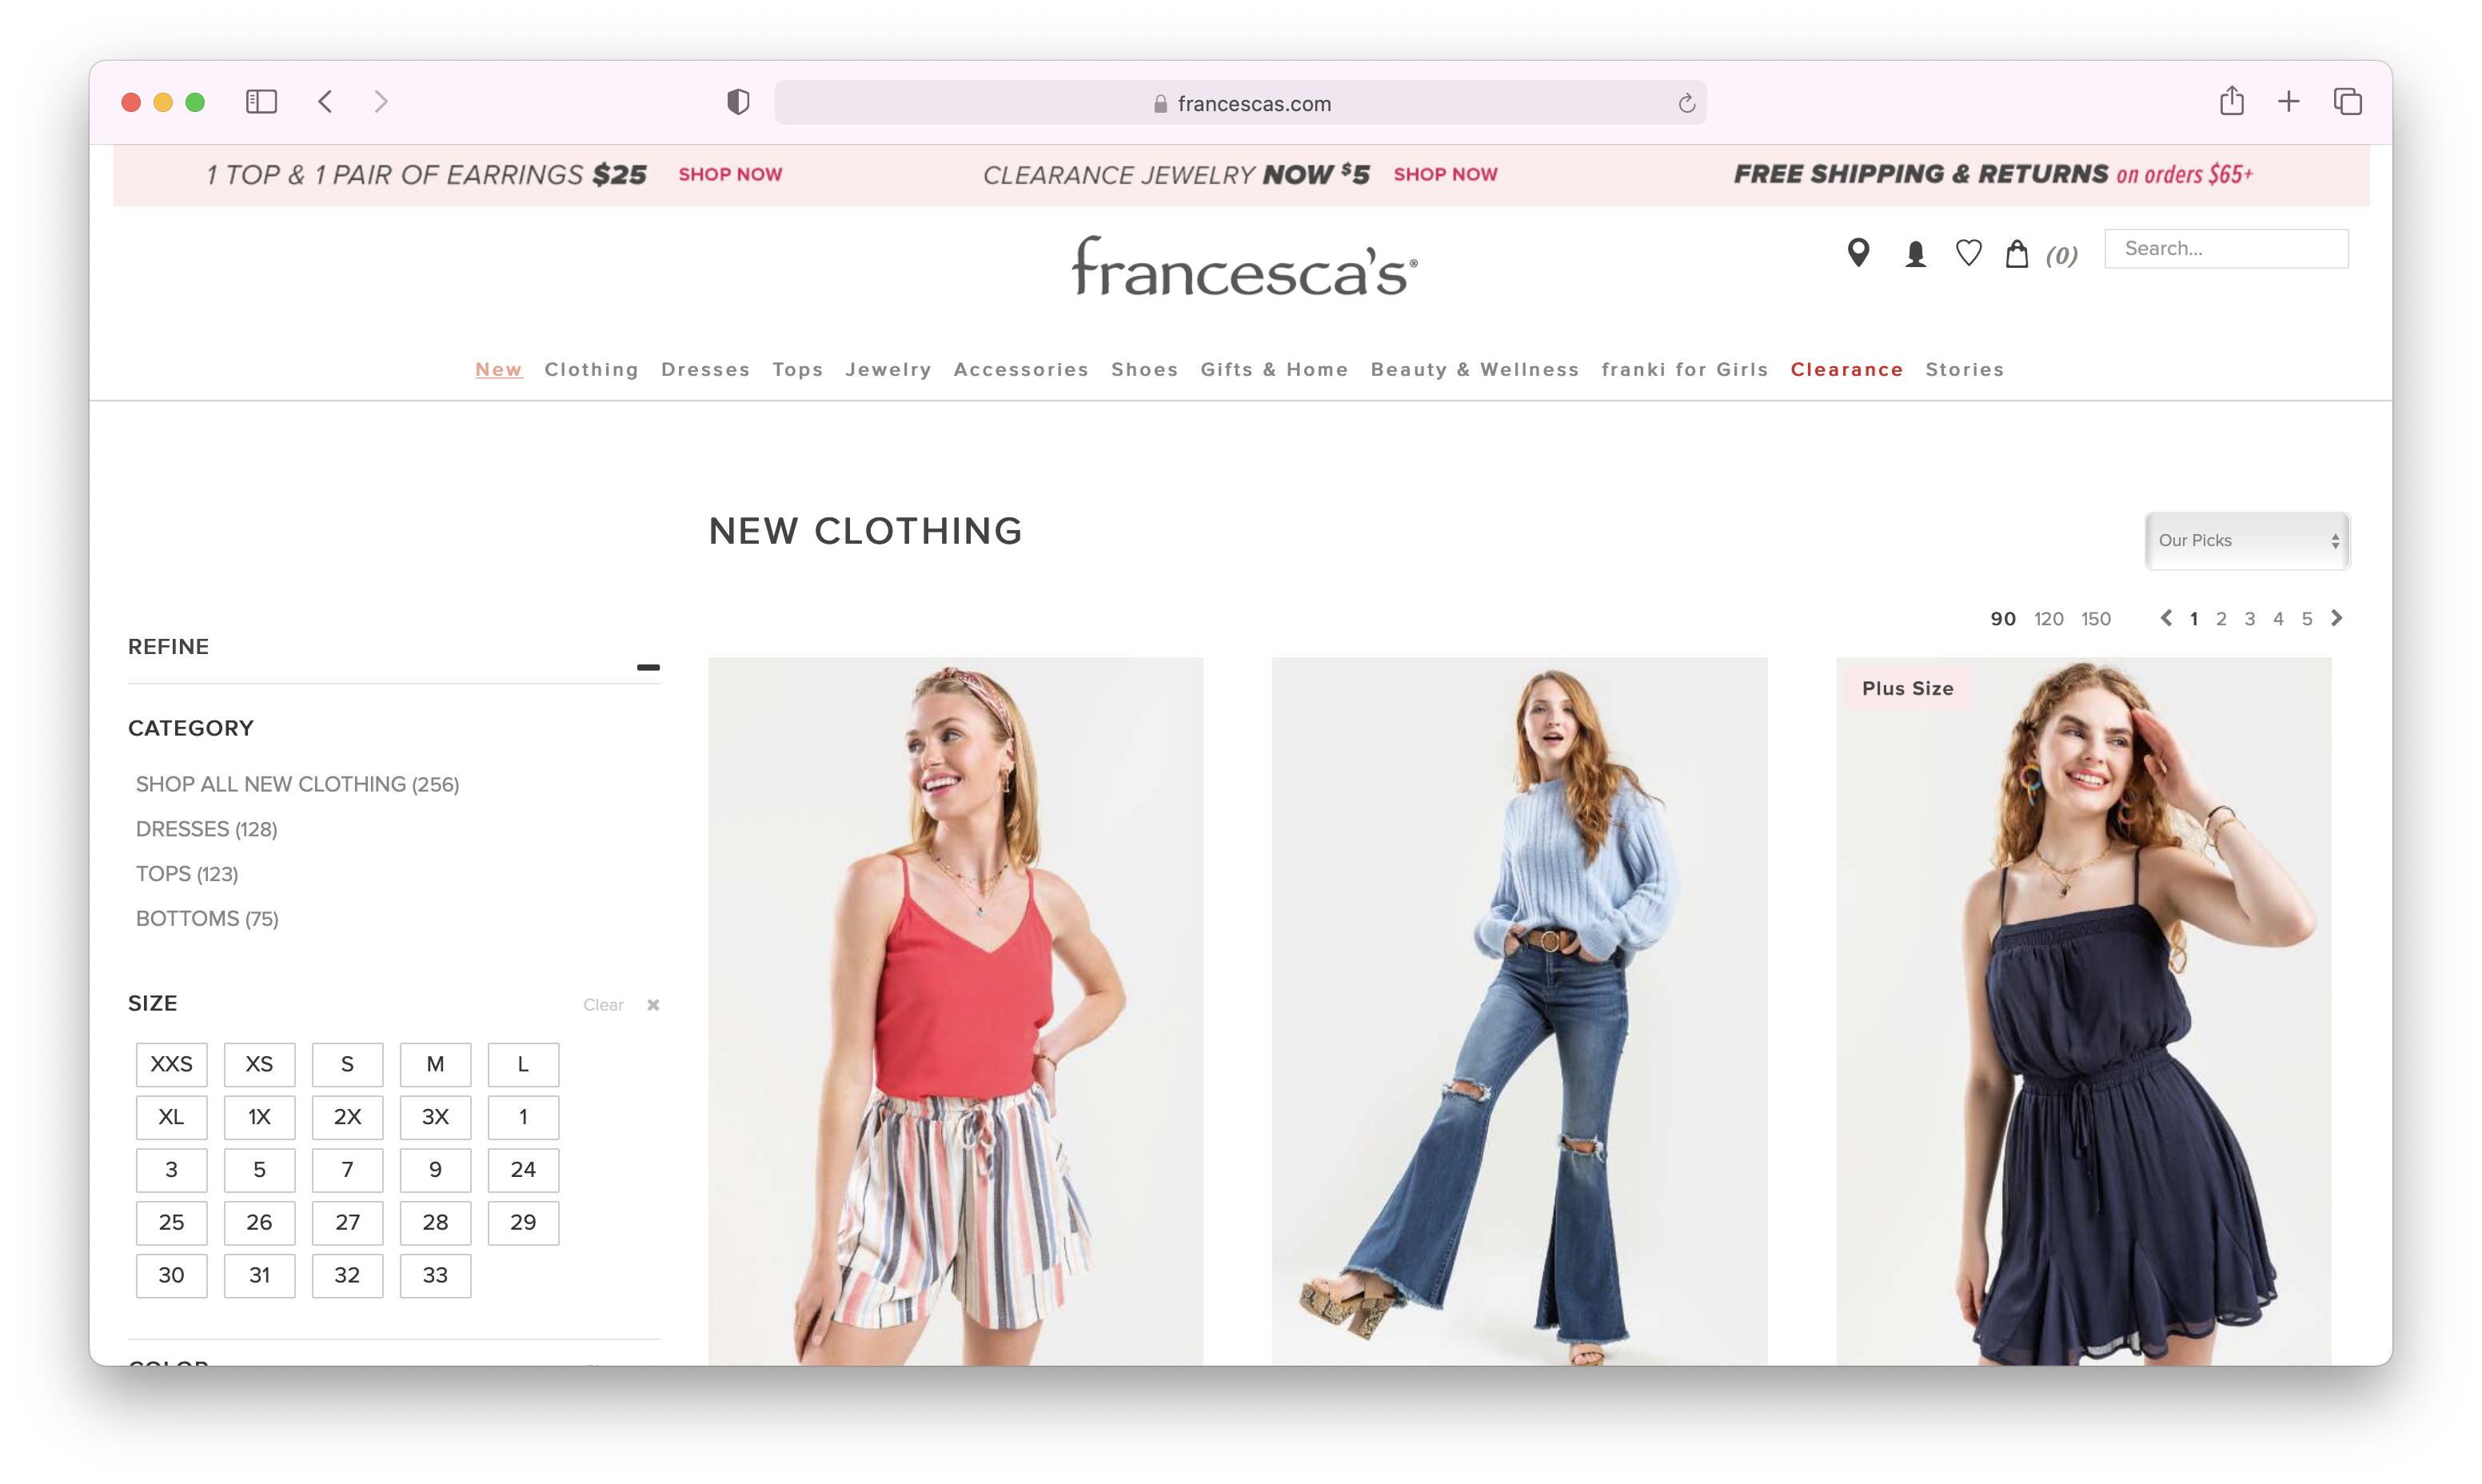 francescas.com
1 TOP & 1 PAIR OF EARRINGS $25 SHOP NOW CLEARANCE JEWELRY NOW $5 SHOP NOW FREE SHIPPING & RETURNS on orders $65+
francesca's®
(0) Search...
New Clothing Dresses Tops Jewelry Accessories Shoes Gifts & Home Beauty & Wellness franki for Girls Clearance Stories
NEW CLOTHING
Our Picks
90 120 150 1 2 3 4 5
REFINE
CATEGORY
SHOP ALL NEW CLOTHING (256)
DRESSES (128)
TOPS (123)
BOTTOMS (75)
SIZE Clear
XXS XS S M L
XL 1X 2X 3X 1
3 5 7 9 24
25 26 27 28 29
30 31 32 33
COLOR
Plus Size